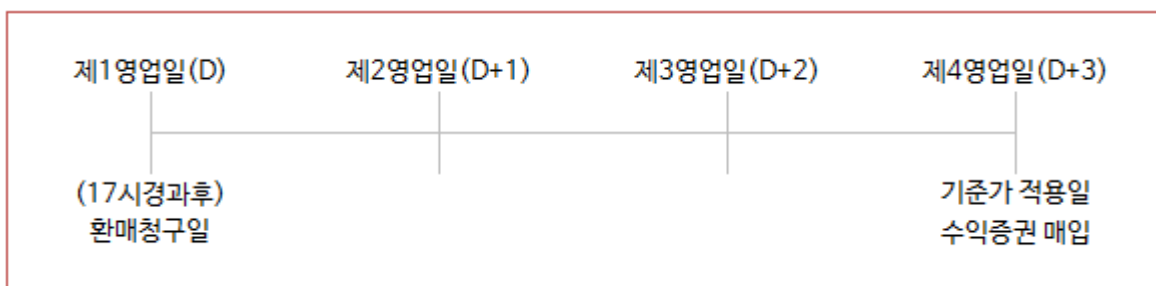 제1영업일(D) 제2영업일(D+1) 제3영업일(D+2) 제4영업일(D+3)
(17시경과후) 기준가 적용일
환매청구일 수익증권 매입